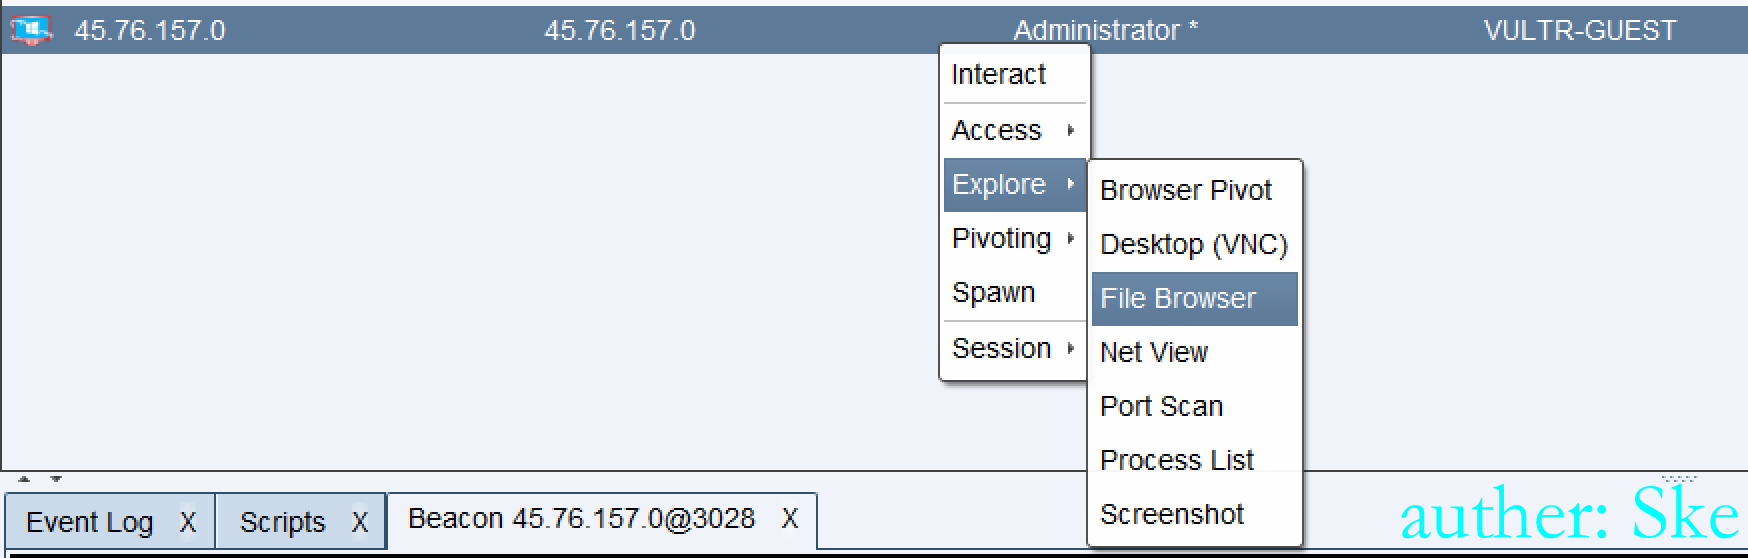 45.76.157.0 45.76.157.0 Administrator * VULTR-GUEST
Interact
Access
Explore
Pivoting
Spawn
Session
Browser Pivot
Desktop (VNC)
File Browser
Net View
Port Scan
Process List
Screenshot
Event Log X Scripts X Beacon 45.76.157.0@3028 X
auther: Ske